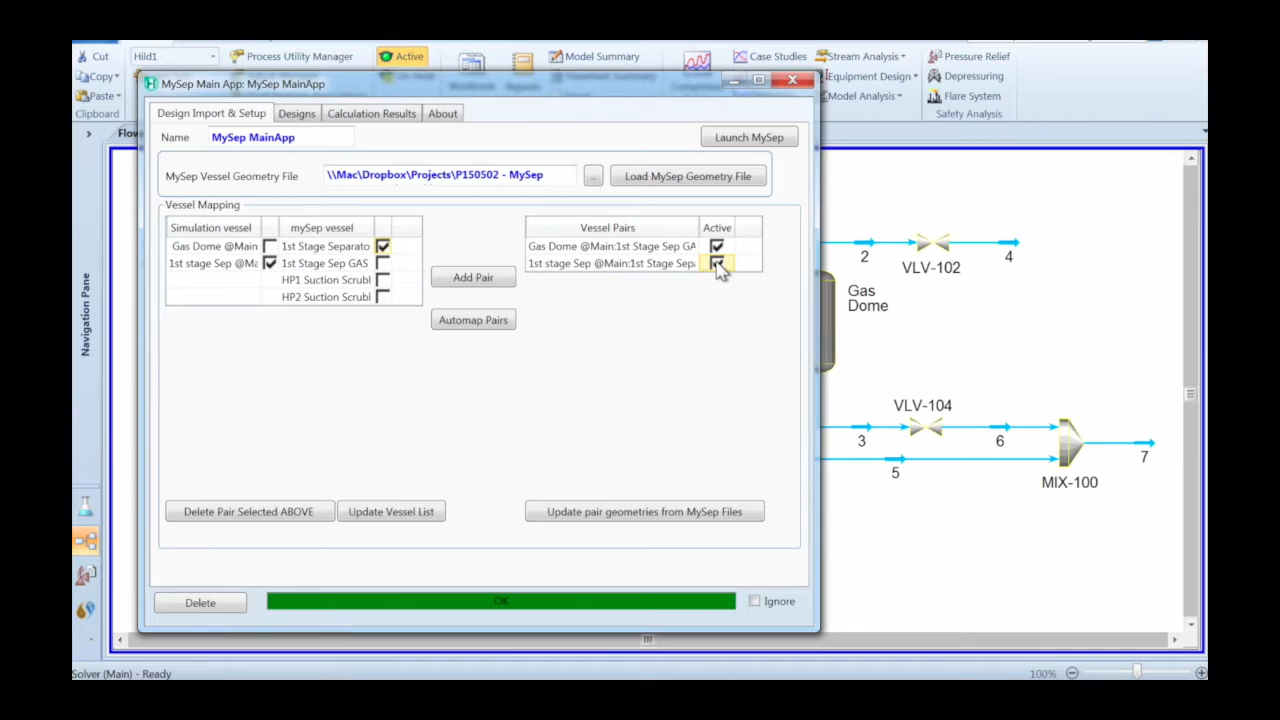 Cut
Hild1
Process Utility Manager
Active
Model Summary
Case Studies
Stream Analysis
Pressure Relief
Copy
Equipment Design
Depressuring
Paste
Model Analysis
Flare System
Clipboard
Safety Analysis
MySep Main App: MySep MainApp
Design Import & Setup
Designs
Calculation Results
About
Name
MySep MainApp
Launch MySep
MySep Vessel Geometry File
\\Mac\Dropbox\Projects\P150502 - MySep
...
Load MySep Geometry File
Vessel Mapping
Simulation vessel
mySep vessel
Gas Dome @Main
1st Stage Separato
1st stage Sep @Ma
1st Stage Sep GAS
HP1 Suction Scrubl
HP2 Suction Scrubl
Add Pair
Automap Pairs
Vessel Pairs
Active
Gas Dome @Main:1st Stage Sep GA
1st stage Sep @Main:1st Stage Sepa
Delete Pair Selected ABOVE
Update Vessel List
Update pair geometries from MySep Files
Delete
OK
Ignore
Navigation Pane
2
VLV-102
4
Gas
Dome
VLV-104
3
6
5
7
MIX-100
Solver (Main) - Ready
100%